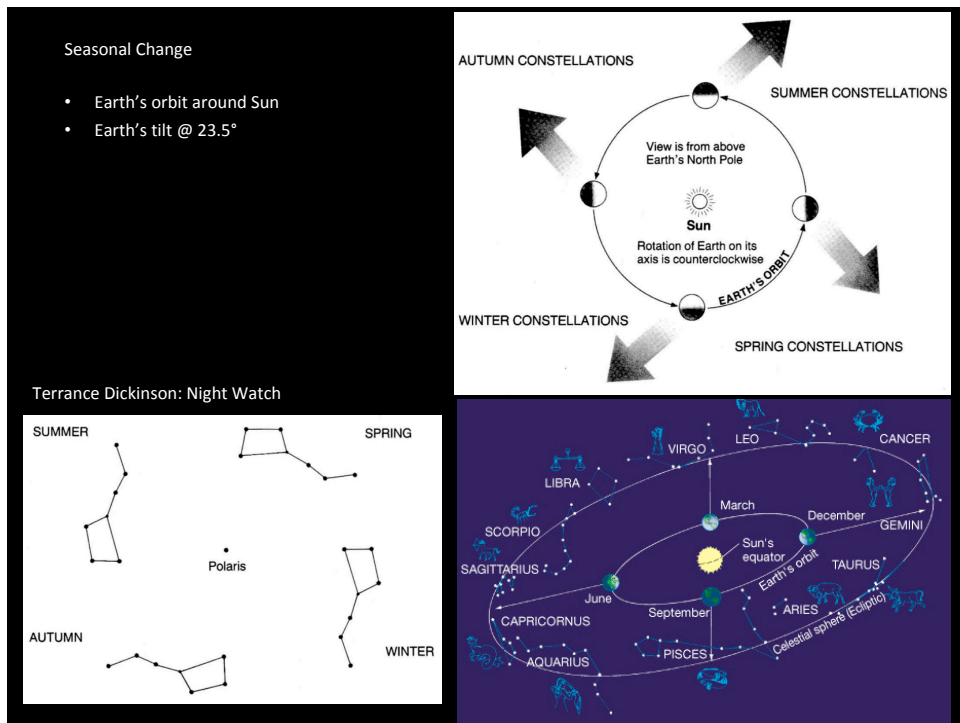 Seasonal Change
• Earth’s orbit around Sun
• Earth’s tilt @ 23.5°
AUTUMN CONSTELLATIONS
SUMMER CONSTELLATIONS
View is from above
Earth's North Pole
Sun
Rotation of Earth on its
axis is counterclockwise
EARTH'S ORBIT
WINTER CONSTELLATIONS
SPRING CONSTELLATIONS
Terrance Dickinson: Night Watch
SUMMER
SPRING
Polaris
AUTUMN
WINTER
LEO
CANCER
VIRGO
LIBRA
March
December
GEMINI
SCORPIO
Sun's
equator
SAGITTARIUS
TAURUS
Earth's orbit
June
September
ARIES
CAPRICORNUS
Celestial sphere (Ecliptic)
PISCES
AQUARIUS